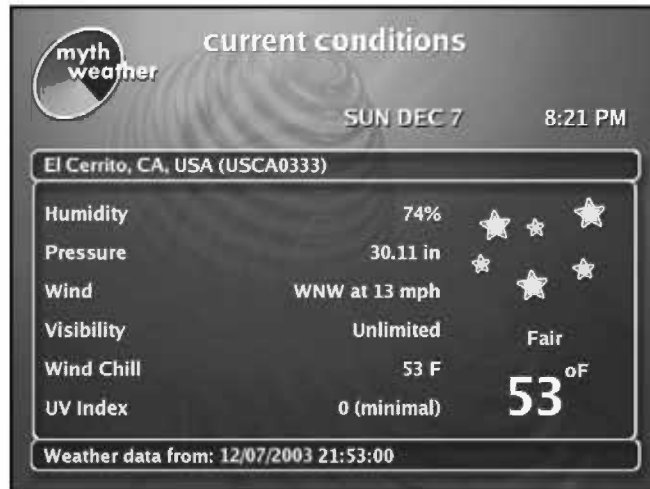 myth
weather
current conditions
SUN DEC 7 8:21 PM
El Cerrito, CA, USA (USCA0333)
Humidity 74%
Pressure 30.11 in
Wind WNW at 13 mph
Visibility Unlimited
Fair
Wind Chill 53 F
53 oF
UV Index 0 (minimal)
Weather data from: 12/07/2003 21:53:00